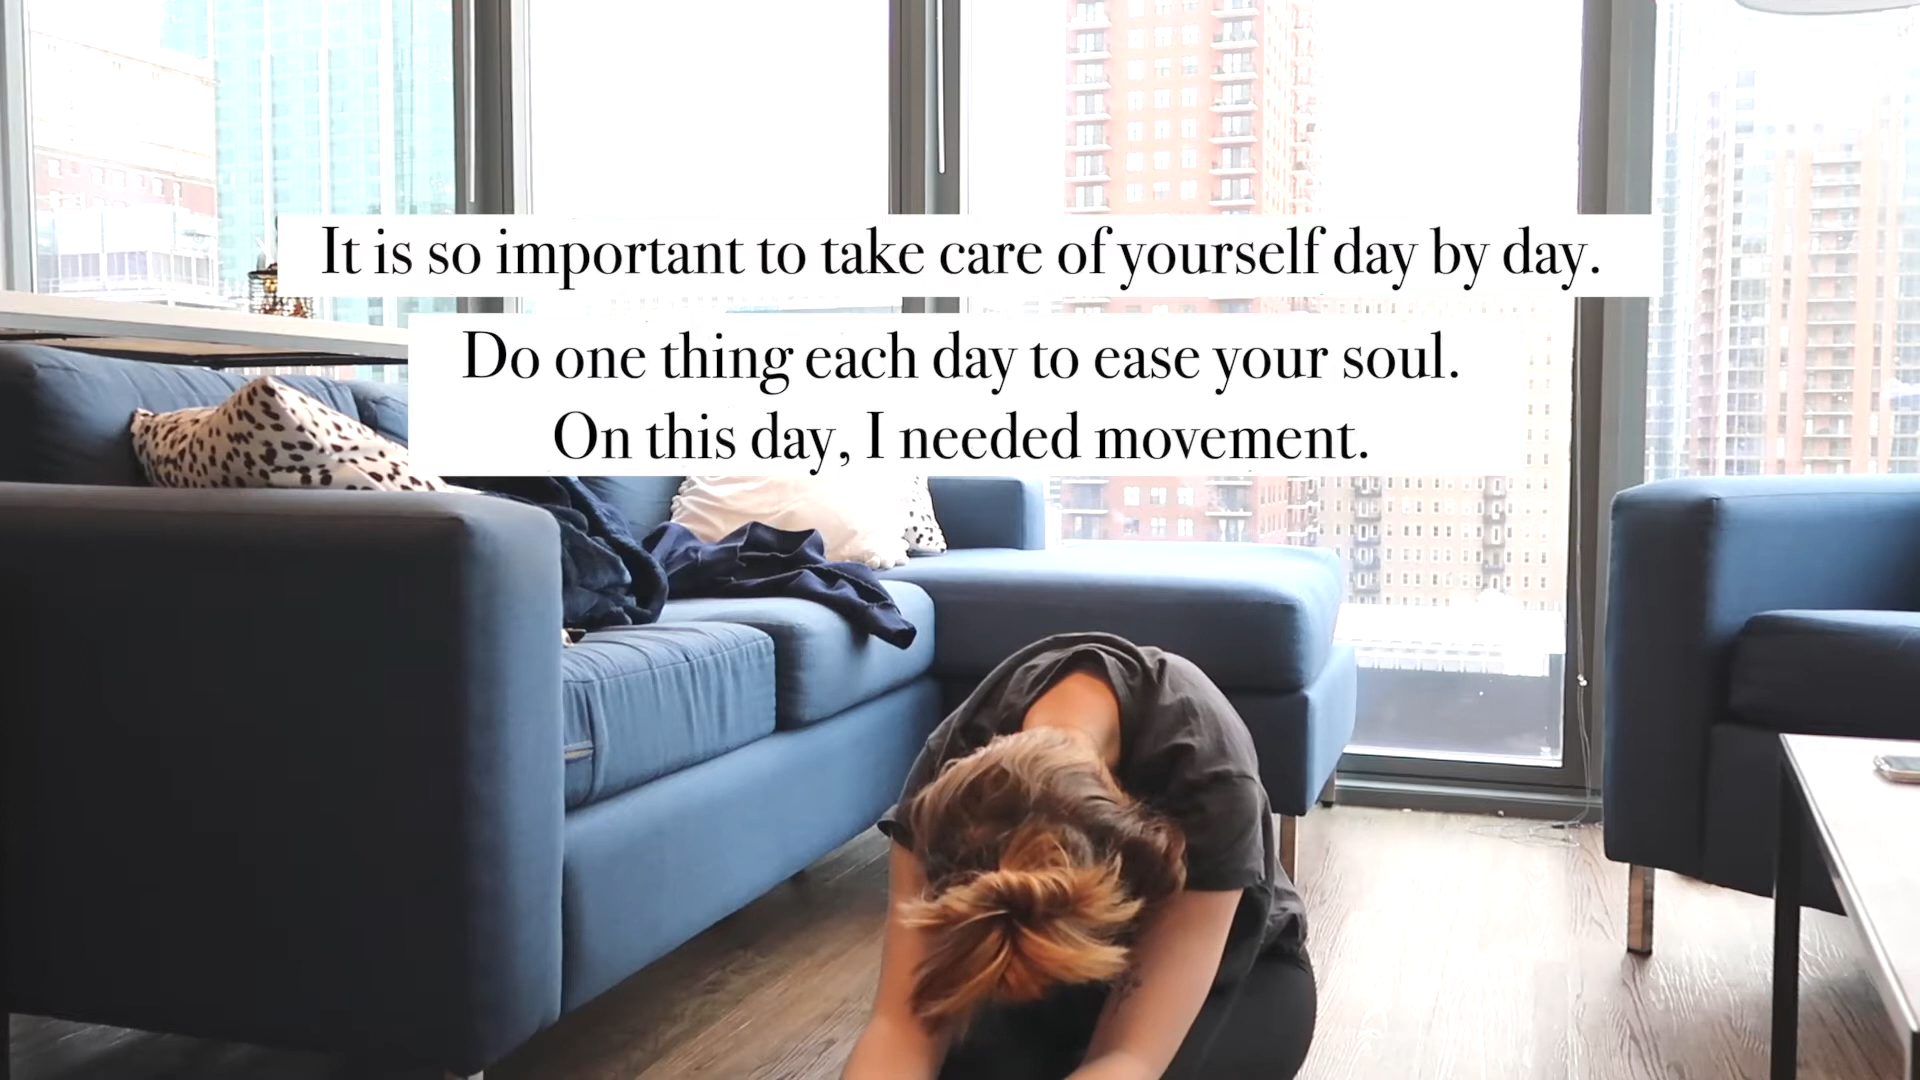 It is so important to take care of yourself day by day.
Do one thing each day to ease your soul.
On this day, I needed movement.